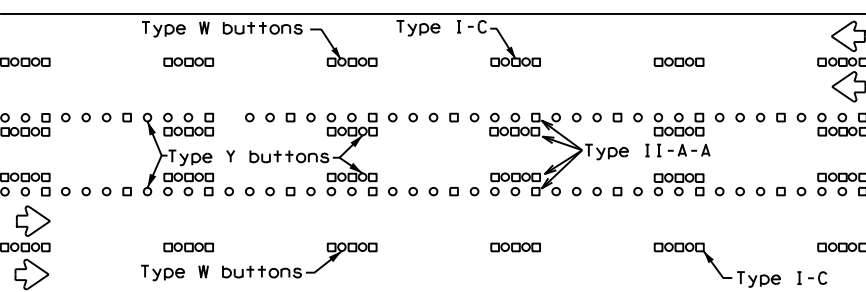 Type W buttons
Type I-C
Type Y buttons
Type II-A-A
Type W buttons
Type I-C